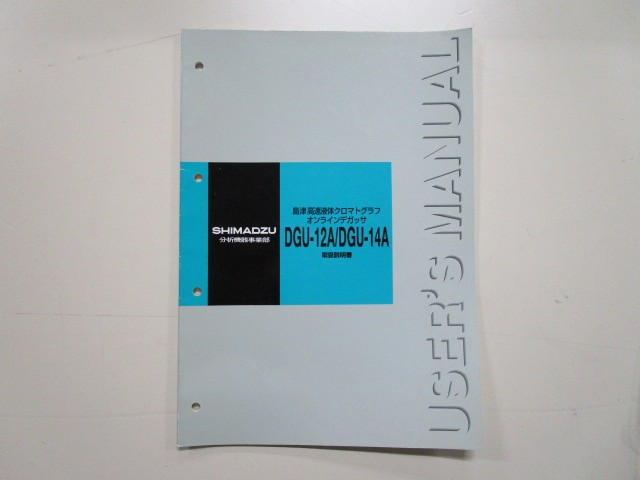 SHIMADZU
分析機器事業部
島津高速液体クロマトグラフ
オンラインデガッサ
DGU-12A/DGU-14A
取扱説明書
USER'S MANUAL